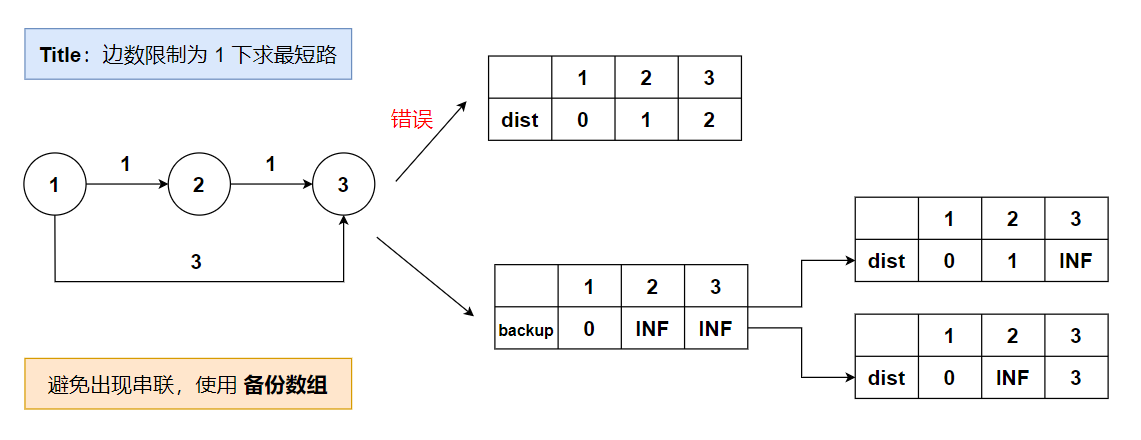 Title：边数限制为 1 下求最短路
1 1
1 2 3
3
错误
1 2 3
dist 0 1 2
1 2 3
backup 0 INF INF
1 2 3
dist 0 1 INF
1 2 3
dist 0 INF 3
避免出现串联，使用 备份数组